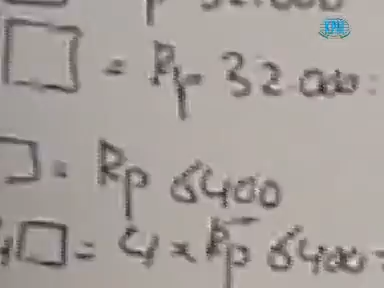 □ = Rp 32.000:
□ = Rp 6400
□ = 4 x Rp 6400